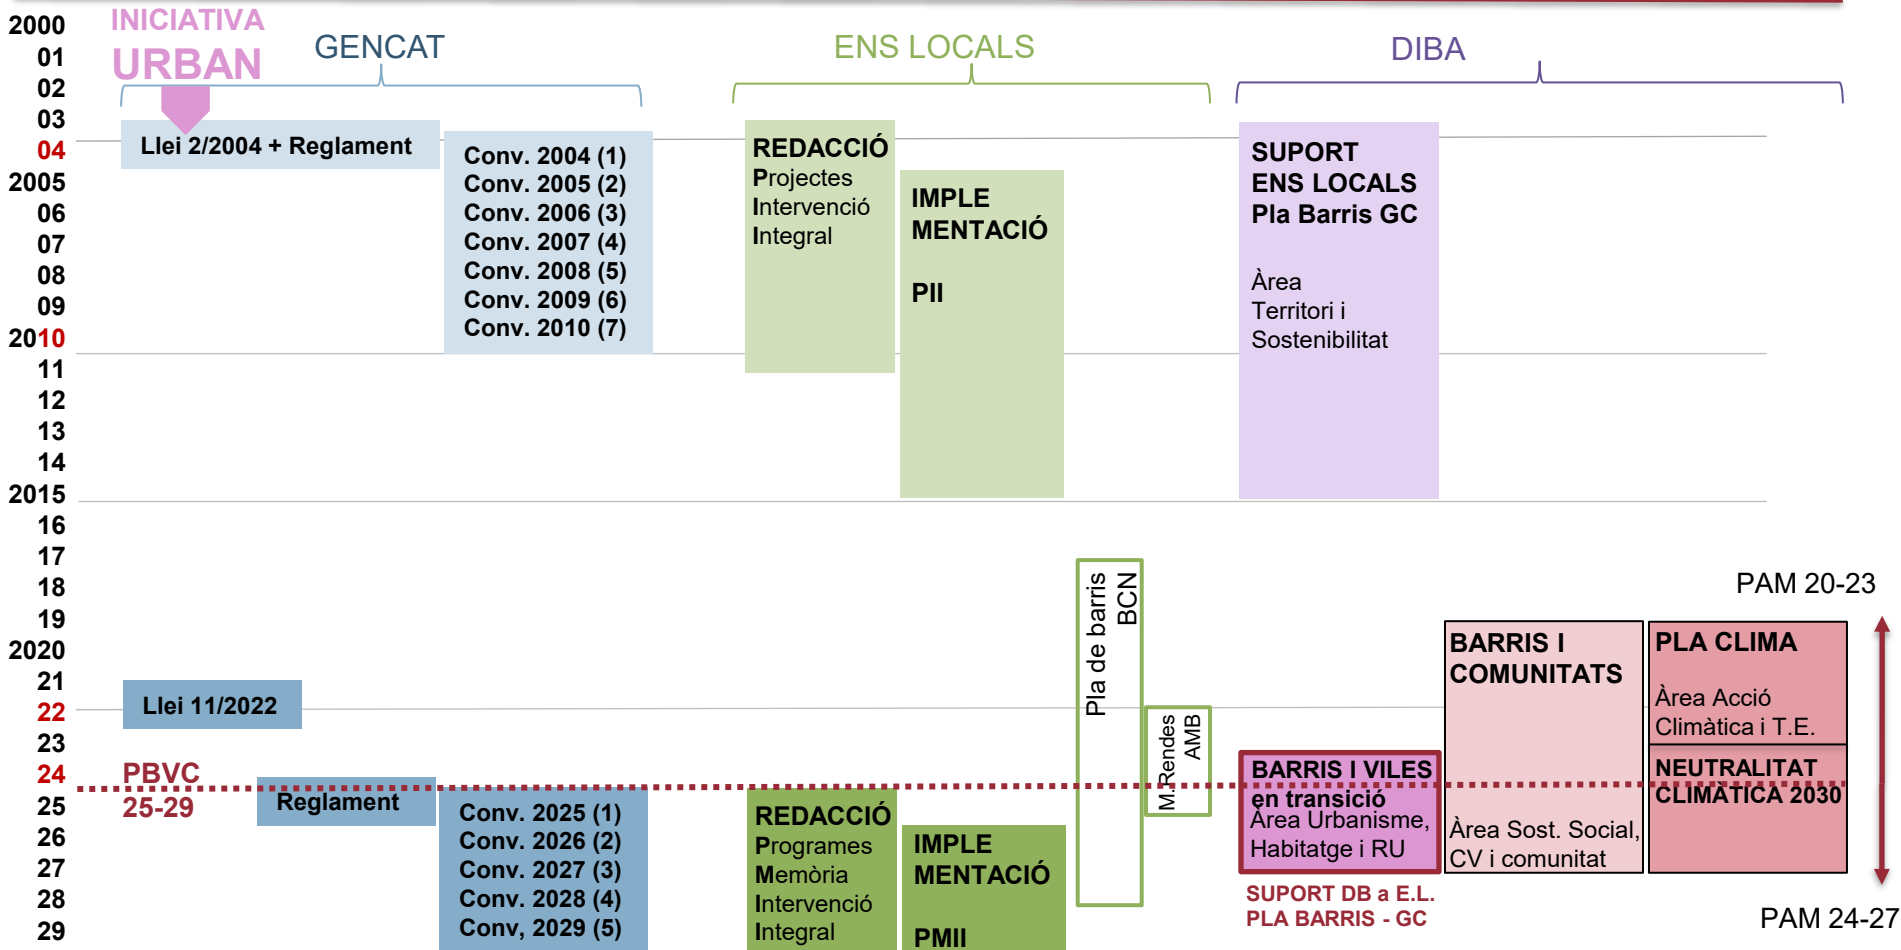 2000
01
02
03
04
2005
06
07
08
09
2010
11
12
13
14
2015
16
17
18
19
2020
21
22
23
24
25
26
27
28
29
INICIATIVA
URBAN
GENCAT
Llei 2/2004 + Reglament
Conv. 2004 (1)
Conv. 2005 (2)
Conv. 2006 (3)
Conv. 2007 (4)
Conv. 2008 (5)
Conv. 2009 (6)
Conv. 2010 (7)
Llei 11/2022
PBVC
25-29
Reglament
Conv. 2025 (1)
Conv. 2026 (2)
Conv. 2027 (3)
Conv. 2028 (4)
Conv, 2029 (5)
ENS LOCALS
REDACCIÓ
Projectes
Intervenció
Integral
IMPLE
MENTACIÓ
PII
Pla de barris
BCN
M.Rendes
AMB
REDACCIÓ
Programes
Memòria
Intervenció
Integral
IMPLE
MENTACIÓ
PMII
DIBA
SUPORT
ENS LOCALS
Pla Barris GC
Àrea
Territori i
Sostenibilitat
BARRIS I VILES
en transició
Àrea Urbanisme,
Habitatge i RU
SUPORT DB a E.L.
PLA BARRIS - GC
BARRIS I
COMUNITATS
Àrea Sost. Social,
CV i comunitat
PLA CLIMA
Àrea Acció
Climàtica i T.E.
NEUTRALITAT
CLIMÀTICA 2030
PAM 20-23
PAM 24-27